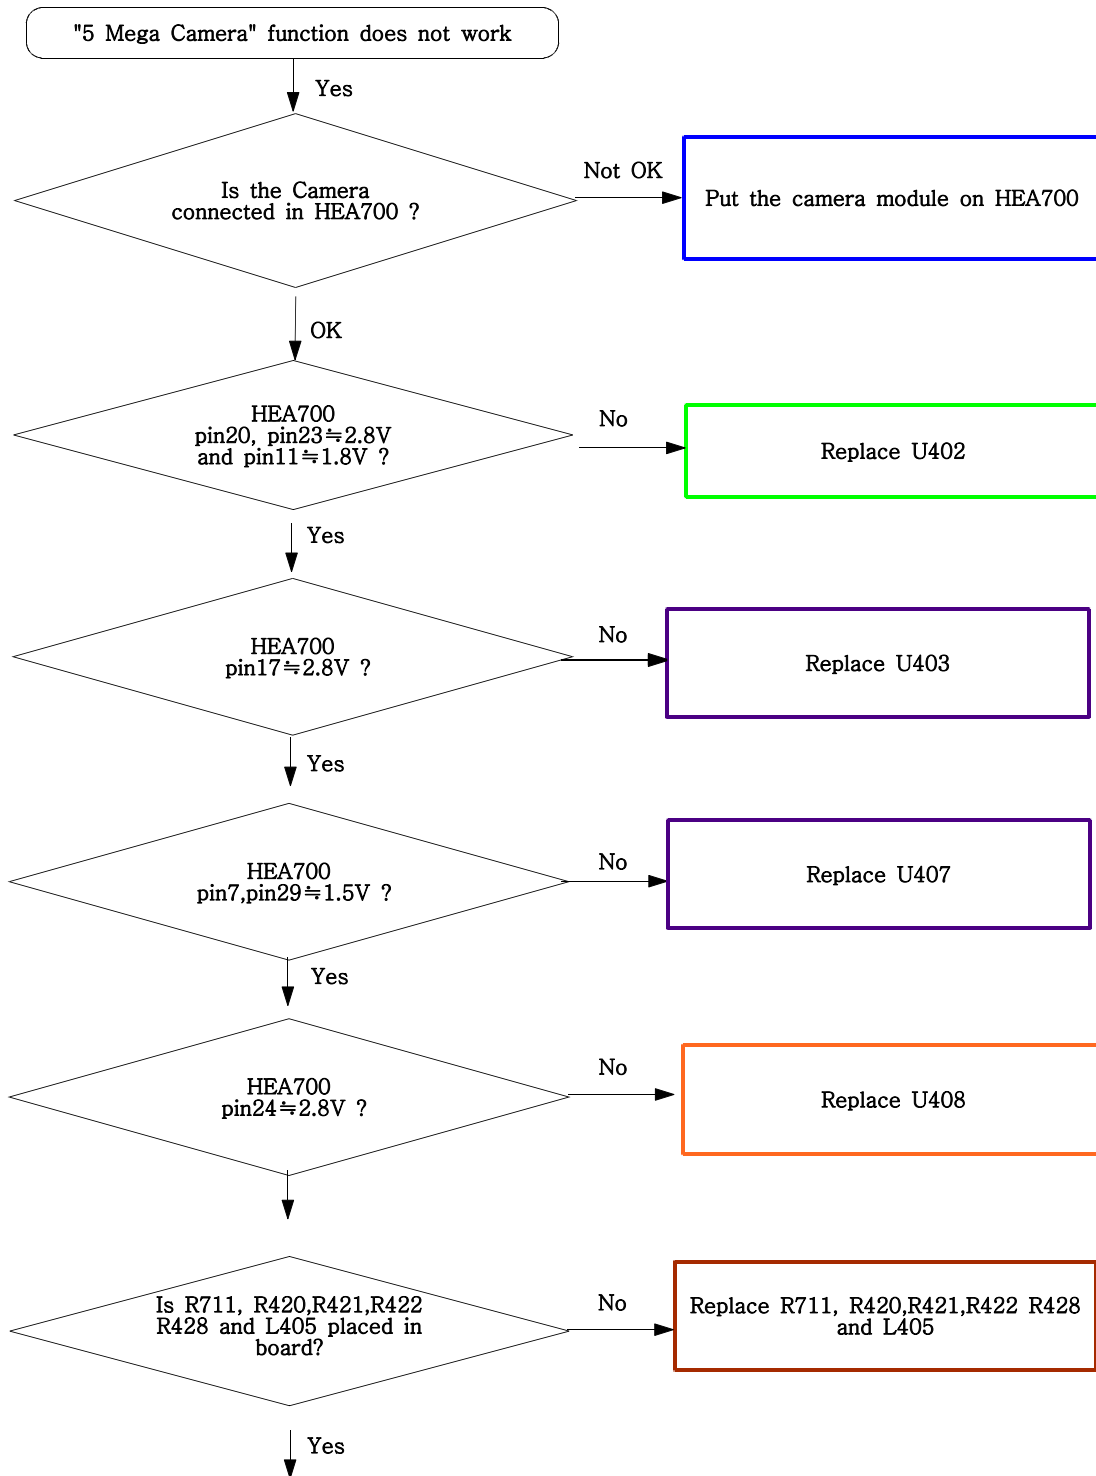 "5 Mega Camera" function does not work
Yes
Is the Camera
connected in HEA700 ?
Not OK
Put the camera module on HEA700
OK
HEA700
pin20, pin23≒2.8V
and pin11≒1.8V ?
No
Replace U402
Yes
HEA700
pin17≒2.8V ?
No
Replace U403
Yes
HEA700
pin7,pin29≒1.5V ?
No
Replace U407
Yes
HEA700
pin24≒2.8V ?
No
Replace U408
Is R711, R420,R421,R422
R428 and L405 placed in
board?
No
Replace R711, R420,R421,R422 R428
and L405
Yes